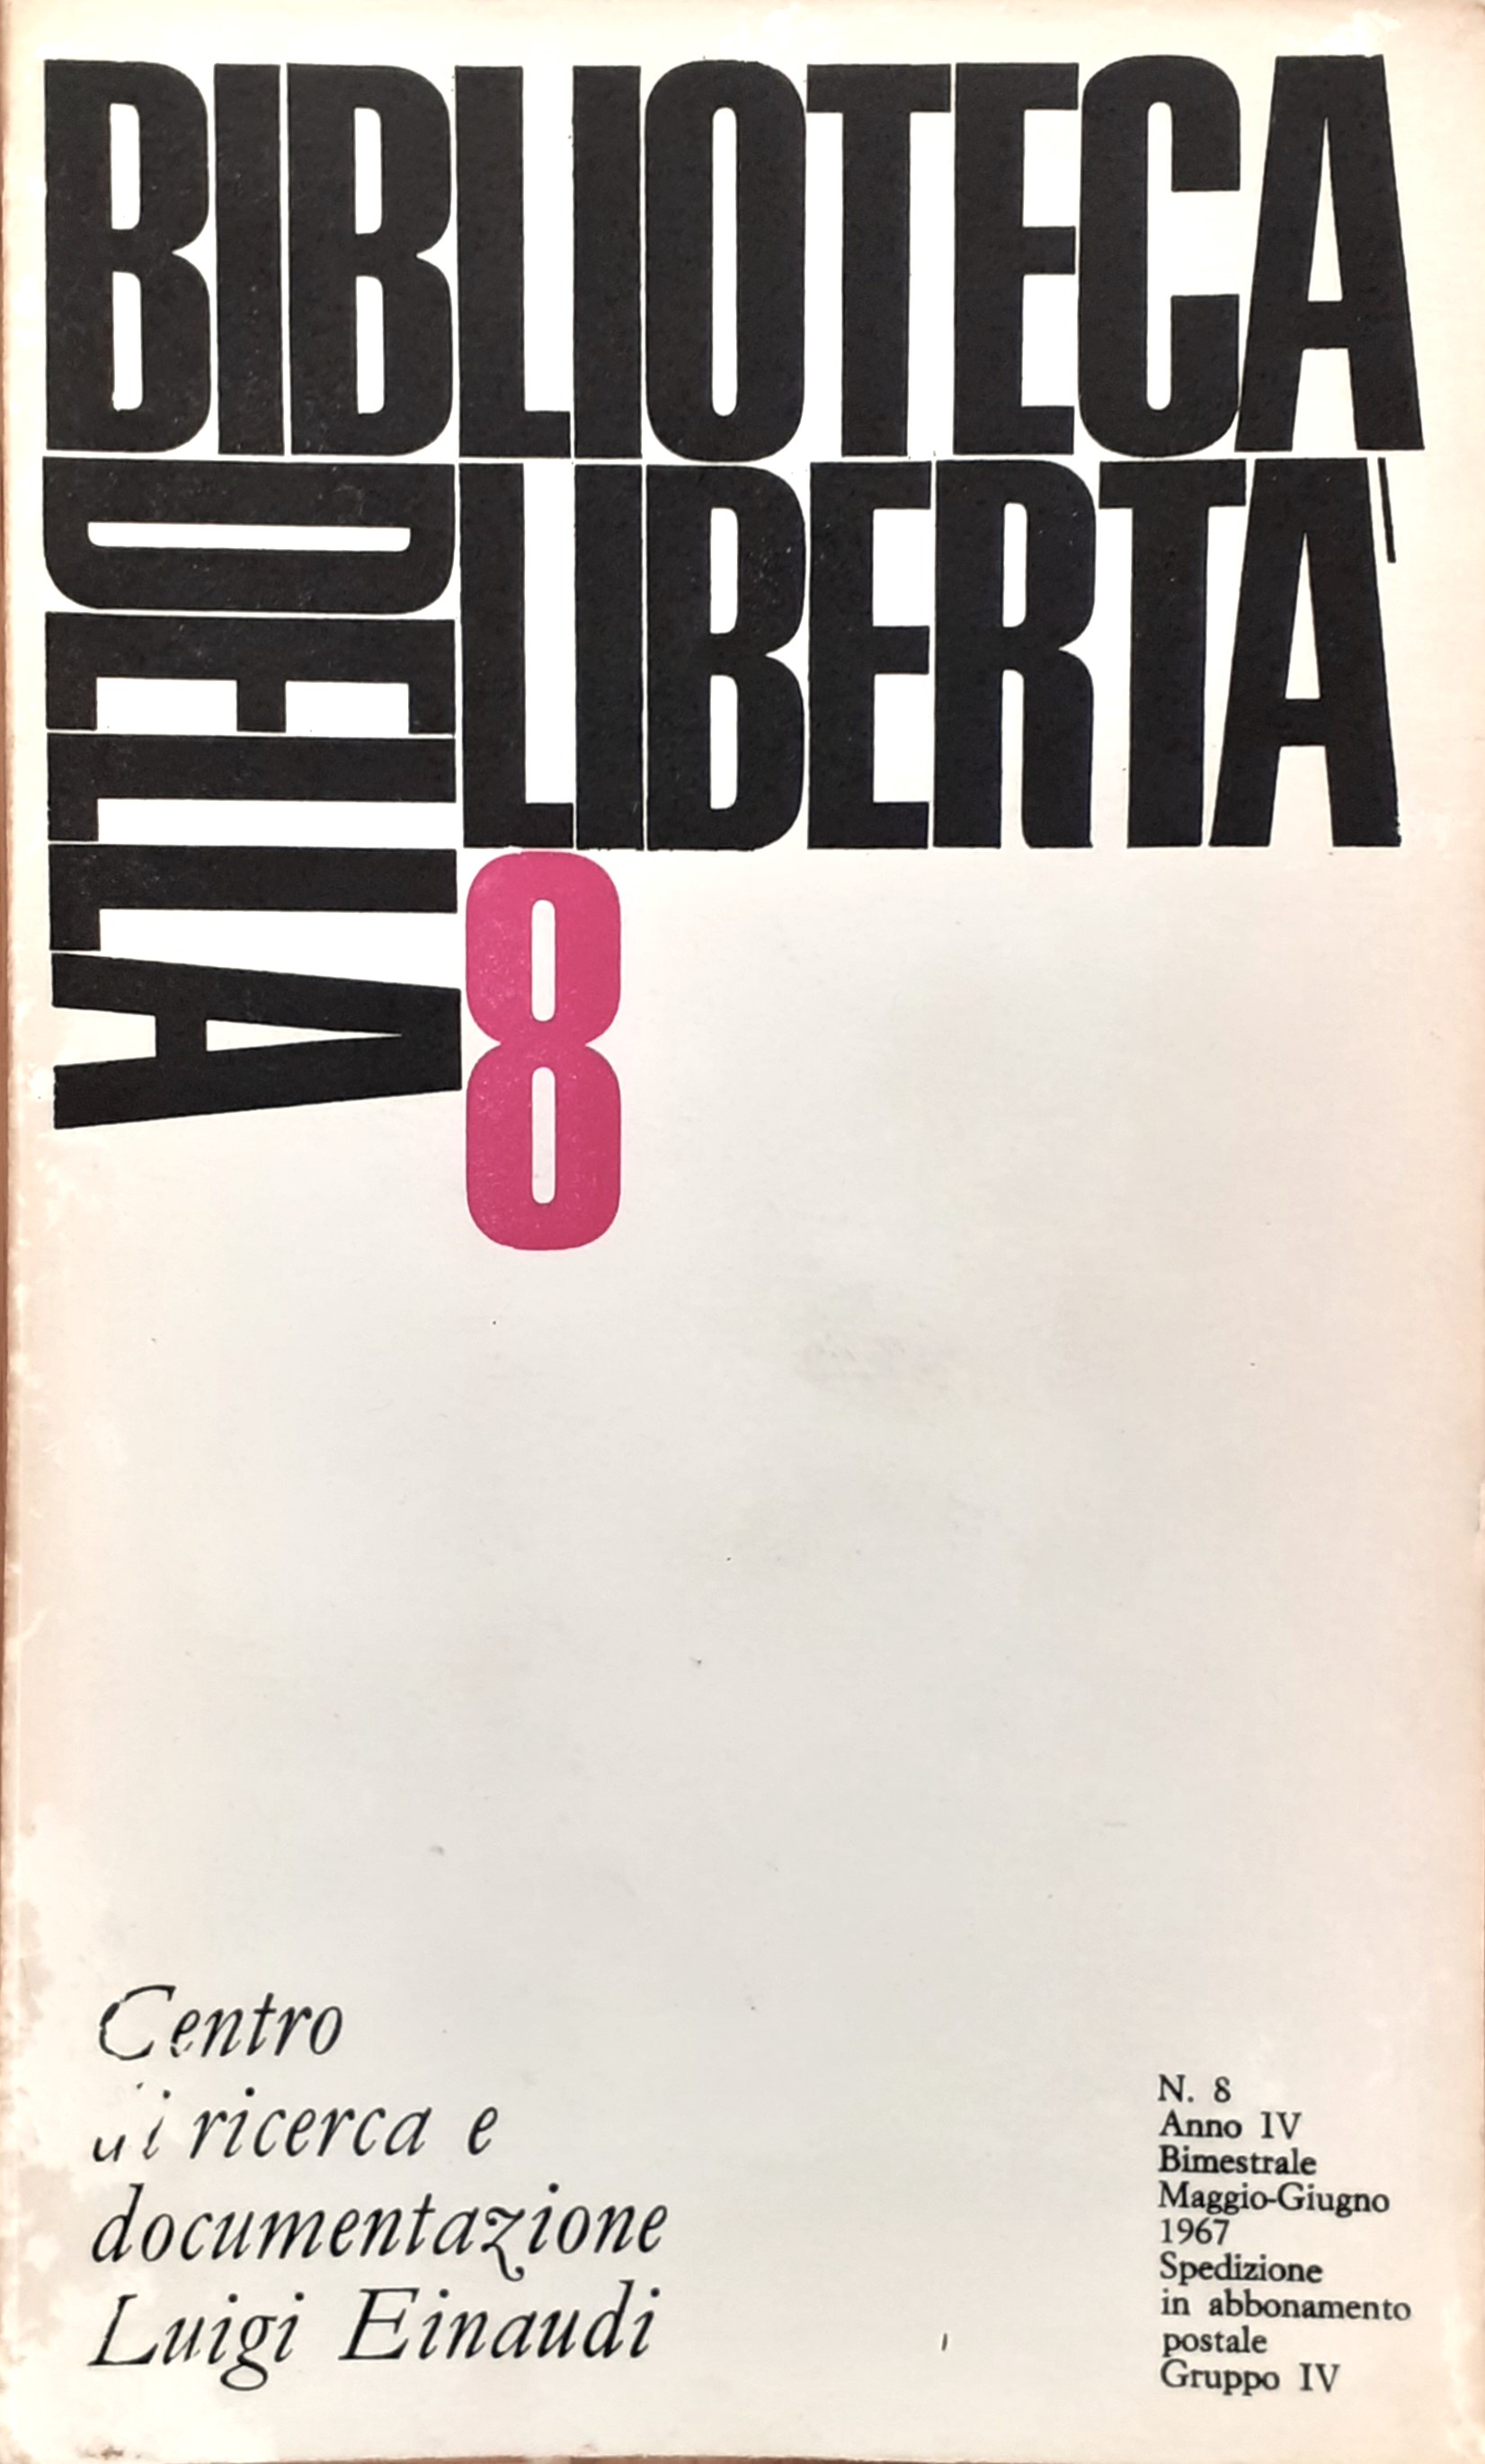 BIBLIOTECA
DELLA
LIBERTA'
8
Centro
di ricerca e
documentazione
Luigi Einaudi
N. 8
Anno IV
Bimestrale
Maggio-Giugno
1967
Spedizione
in abbonamento
postale
Gruppo IV